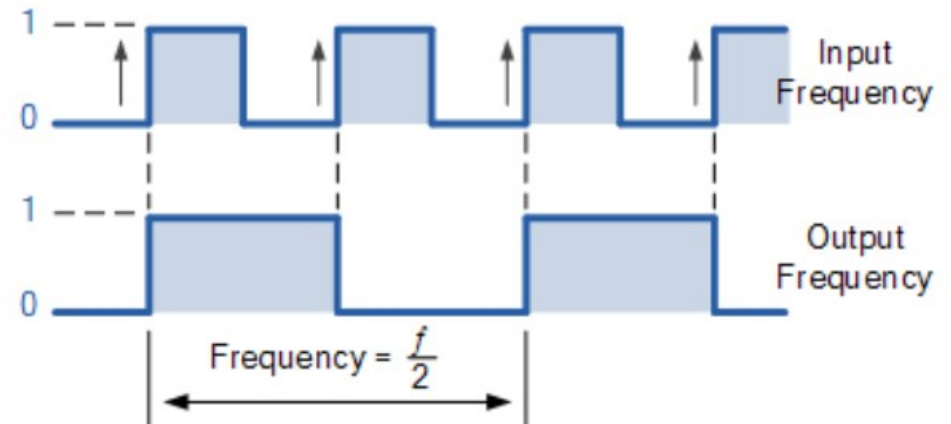 1
0
Input
Frequency
1
0
Output
Frequency
Frequency = f/2